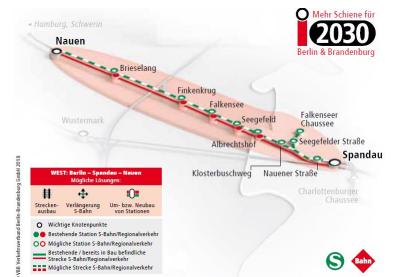 Mehr Schiene für
i2030
Berlin & Brandenburg
◂ Hamburg, Schwerin
Nauen
Brieselang
Finkenkrug
Falkensee
Seegefeld
Albrechtshof
Falkenseer
Chaussee
Seegefelder Straße
Wustermark
Klosterbuschweg
Nauener Straße
Spandau
Charlottenburger
Chaussee
WEST: Berlin – Spandau – Nauen
Mögliche Lösungen:
Strecken-
ausbau
Verlängerung
S-Bahn
Um- bzw. Neubau
von Stationen
Wichtige Knotenpunkte
Bestehende Station S-Bahn/Regionalverkehr
Mögliche Station S-Bahn/Regionalverkehr
Bestehende / bereits in Bau befindliche
Strecke S-Bahn/Regionalverkehr
Mögliche Strecke S-Bahn/Regionalverkehr
VBB Verkehrsverbund Berlin-Brandenburg GmbH 2018
S
Bahn